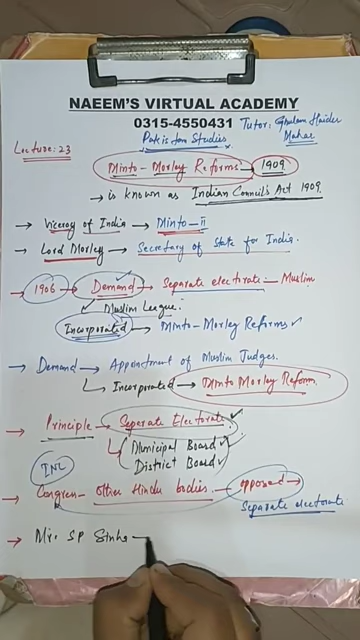 NAEEM'S VIRTUAL ACADEMY
0315-4550431
Tutor: Ghulam Haider Mahar
Pakistan Studies
Lecture: 23
Minto-Morley Reforms 1909
→ is known as Indian Councils Act 1909.
→ Viceroy of India → Minto-II
→ Lord Morley → Secretary of State for India.
→ 1906 → Demand → Separate electorate - Muslim
Muslim League.
Incorporated → Minto-Morley Reforms ✓
→ Demand → Appointment of Muslim Judges.
↳ Incorporated → Minto Morley Reform
→ Principle → Seperate Electorate ✓
↳ Municipal Board ✓
District Board ✓
INC
→ Congress - Other Hindu bodies. - opposed →
Separate electorate
→ Mr. SP Sinha -